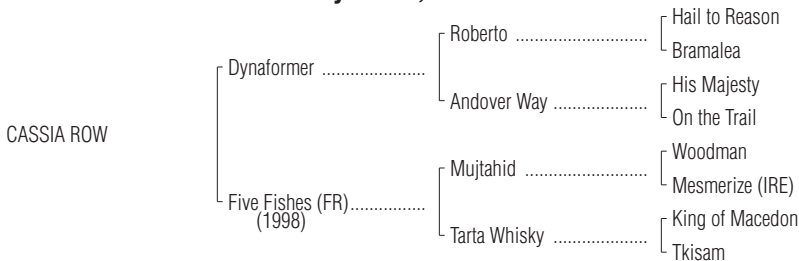 Roberto
Hail to Reason
Bramalea
Dynaformer
Andover Way
His Majesty
On the Trail
CASSIA ROW
Mujtahid
Woodman
Mesmerize (IRE)
Five Fishes (FR)
(1998)
Tarta Whisky
King of Macedon
Tkisam